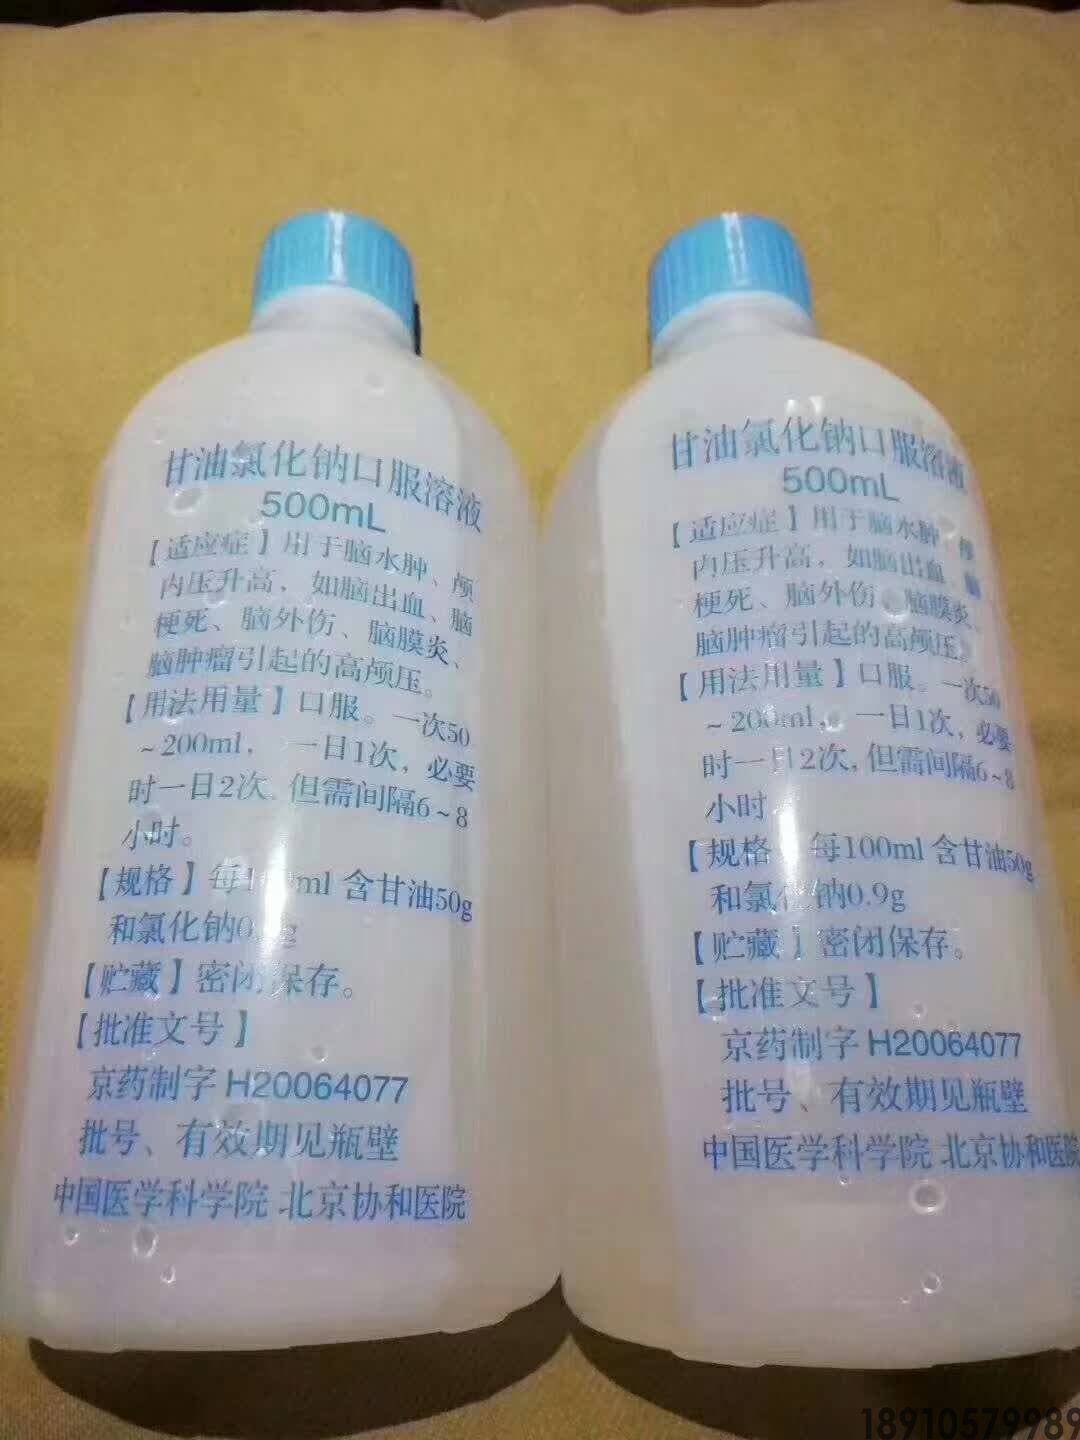 甘油氯化钠口服溶液
500mL
【适应症】用于脑水肿、颅
内压升高，如脑出血、脑
梗死、脑外伤、脑膜炎、
脑肿瘤引起的高颅压。
【用法用量】口服。一次50
~200ml， 一日1次，必要
时一日2次，但需间隔6~8
小时。
【规格】每100ml 含甘油50g
和氯化钠0.9g
【贮藏】密闭保存。
【批准文号】
京药制字 H20064077
批号、有效期见瓶壁
中国医学科学院 北京协和医院
甘油氯化钠口服溶液
500mL
【适应症】用于脑水肿、颅
内压升高，如脑出血、脑
梗死、脑外伤、脑膜炎、
脑肿瘤引起的高颅压。
【用法用量】口服。一次50
~200ml， 一日1次，必要
时一日2次，但需间隔6~8
小时
【规格】每100ml 含甘油50g
和氯化钠0.9g
【贮藏】密闭保存。
【批准文号】
京药制字 H20064077
批号、有效期见瓶壁
中国医学科学院 北京协和医院
18910579989